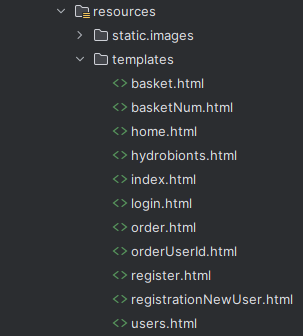 resources
static.images
templates
basket.html
basketNum.html
home.html
hydrobionts.html
index.html
login.html
order.html
orderUserId.html
register.html
registrationNewUser.html
users.html